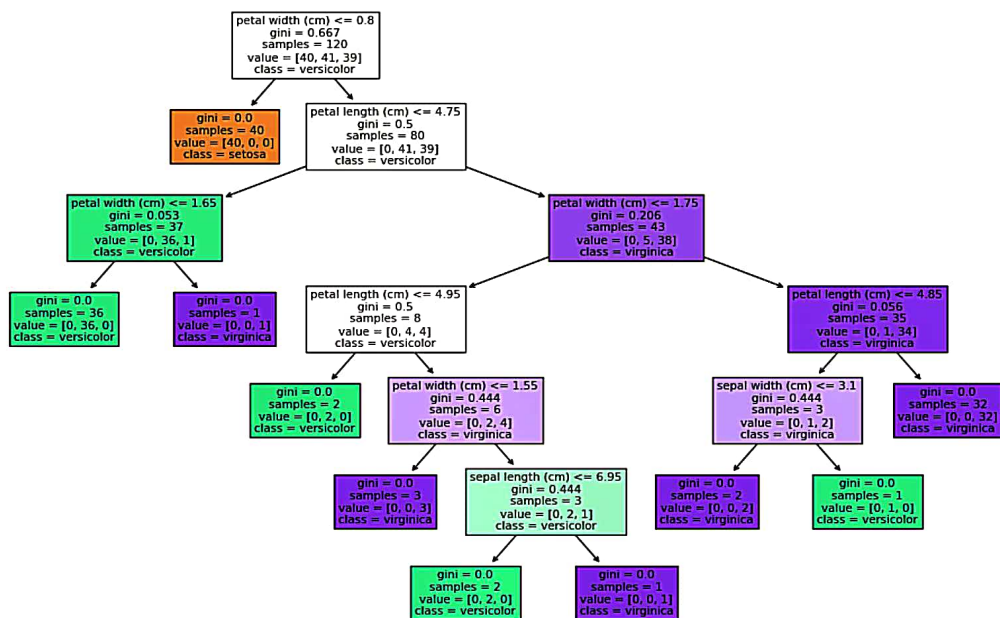 petal width (cm) <= 0.8
gini = 0.667
samples = 120
value = [40, 41, 39]
class = versicolor
gini = 0.0
samples = 40
value = [40, 0, 0]
class = setosa
petal length (cm) <= 4.75
gini = 0.5
samples = 80
value = [0, 41, 39]
class = versicolor
petal width (cm) <= 1.65
gini = 0.053
samples = 37
value = [0, 36, 1]
class = versicolor
petal width (cm) <= 1.75
gini = 0.206
samples = 43
value = [0, 5, 38]
class = virginica
gini = 0.0
samples = 36
value = [0, 36, 0]
class = versicolor
gini = 0.0
samples = 1
value = [0, 0, 1]
class = virginica
petal length (cm) <= 4.95
gini = 0.5
samples = 8
value = [0, 4, 4]
class = versicolor
petal length (cm) <= 4.85
gini = 0.056
samples = 35
value = [0, 1, 34]
class = virginica
gini = 0.0
samples = 2
value = [0, 2, 0]
class = versicolor
petal width (cm) <= 1.55
gini = 0.444
samples = 6
value = [0, 2, 4]
class = virginica
sepal width (cm) <= 3.1
gini = 0.444
samples = 3
value = [0, 1, 2]
class = virginica
gini = 0.0
samples = 32
value = [0, 0, 32]
class = virginica
gini = 0.0
samples = 3
value = [0, 0, 3]
class = virginica
sepal length (cm) <= 6.95
gini = 0.444
samples = 3
value = [0, 2, 1]
class = versicolor
gini = 0.0
samples = 2
value = [0, 0, 2]
class = virginica
gini = 0.0
samples = 1
value = [0, 1, 0]
class = versicolor
gini = 0.0
samples = 2
value = [0, 2, 0]
class = versicolor
gini = 0.0
samples = 1
value = [0, 0, 1]
class = virginica